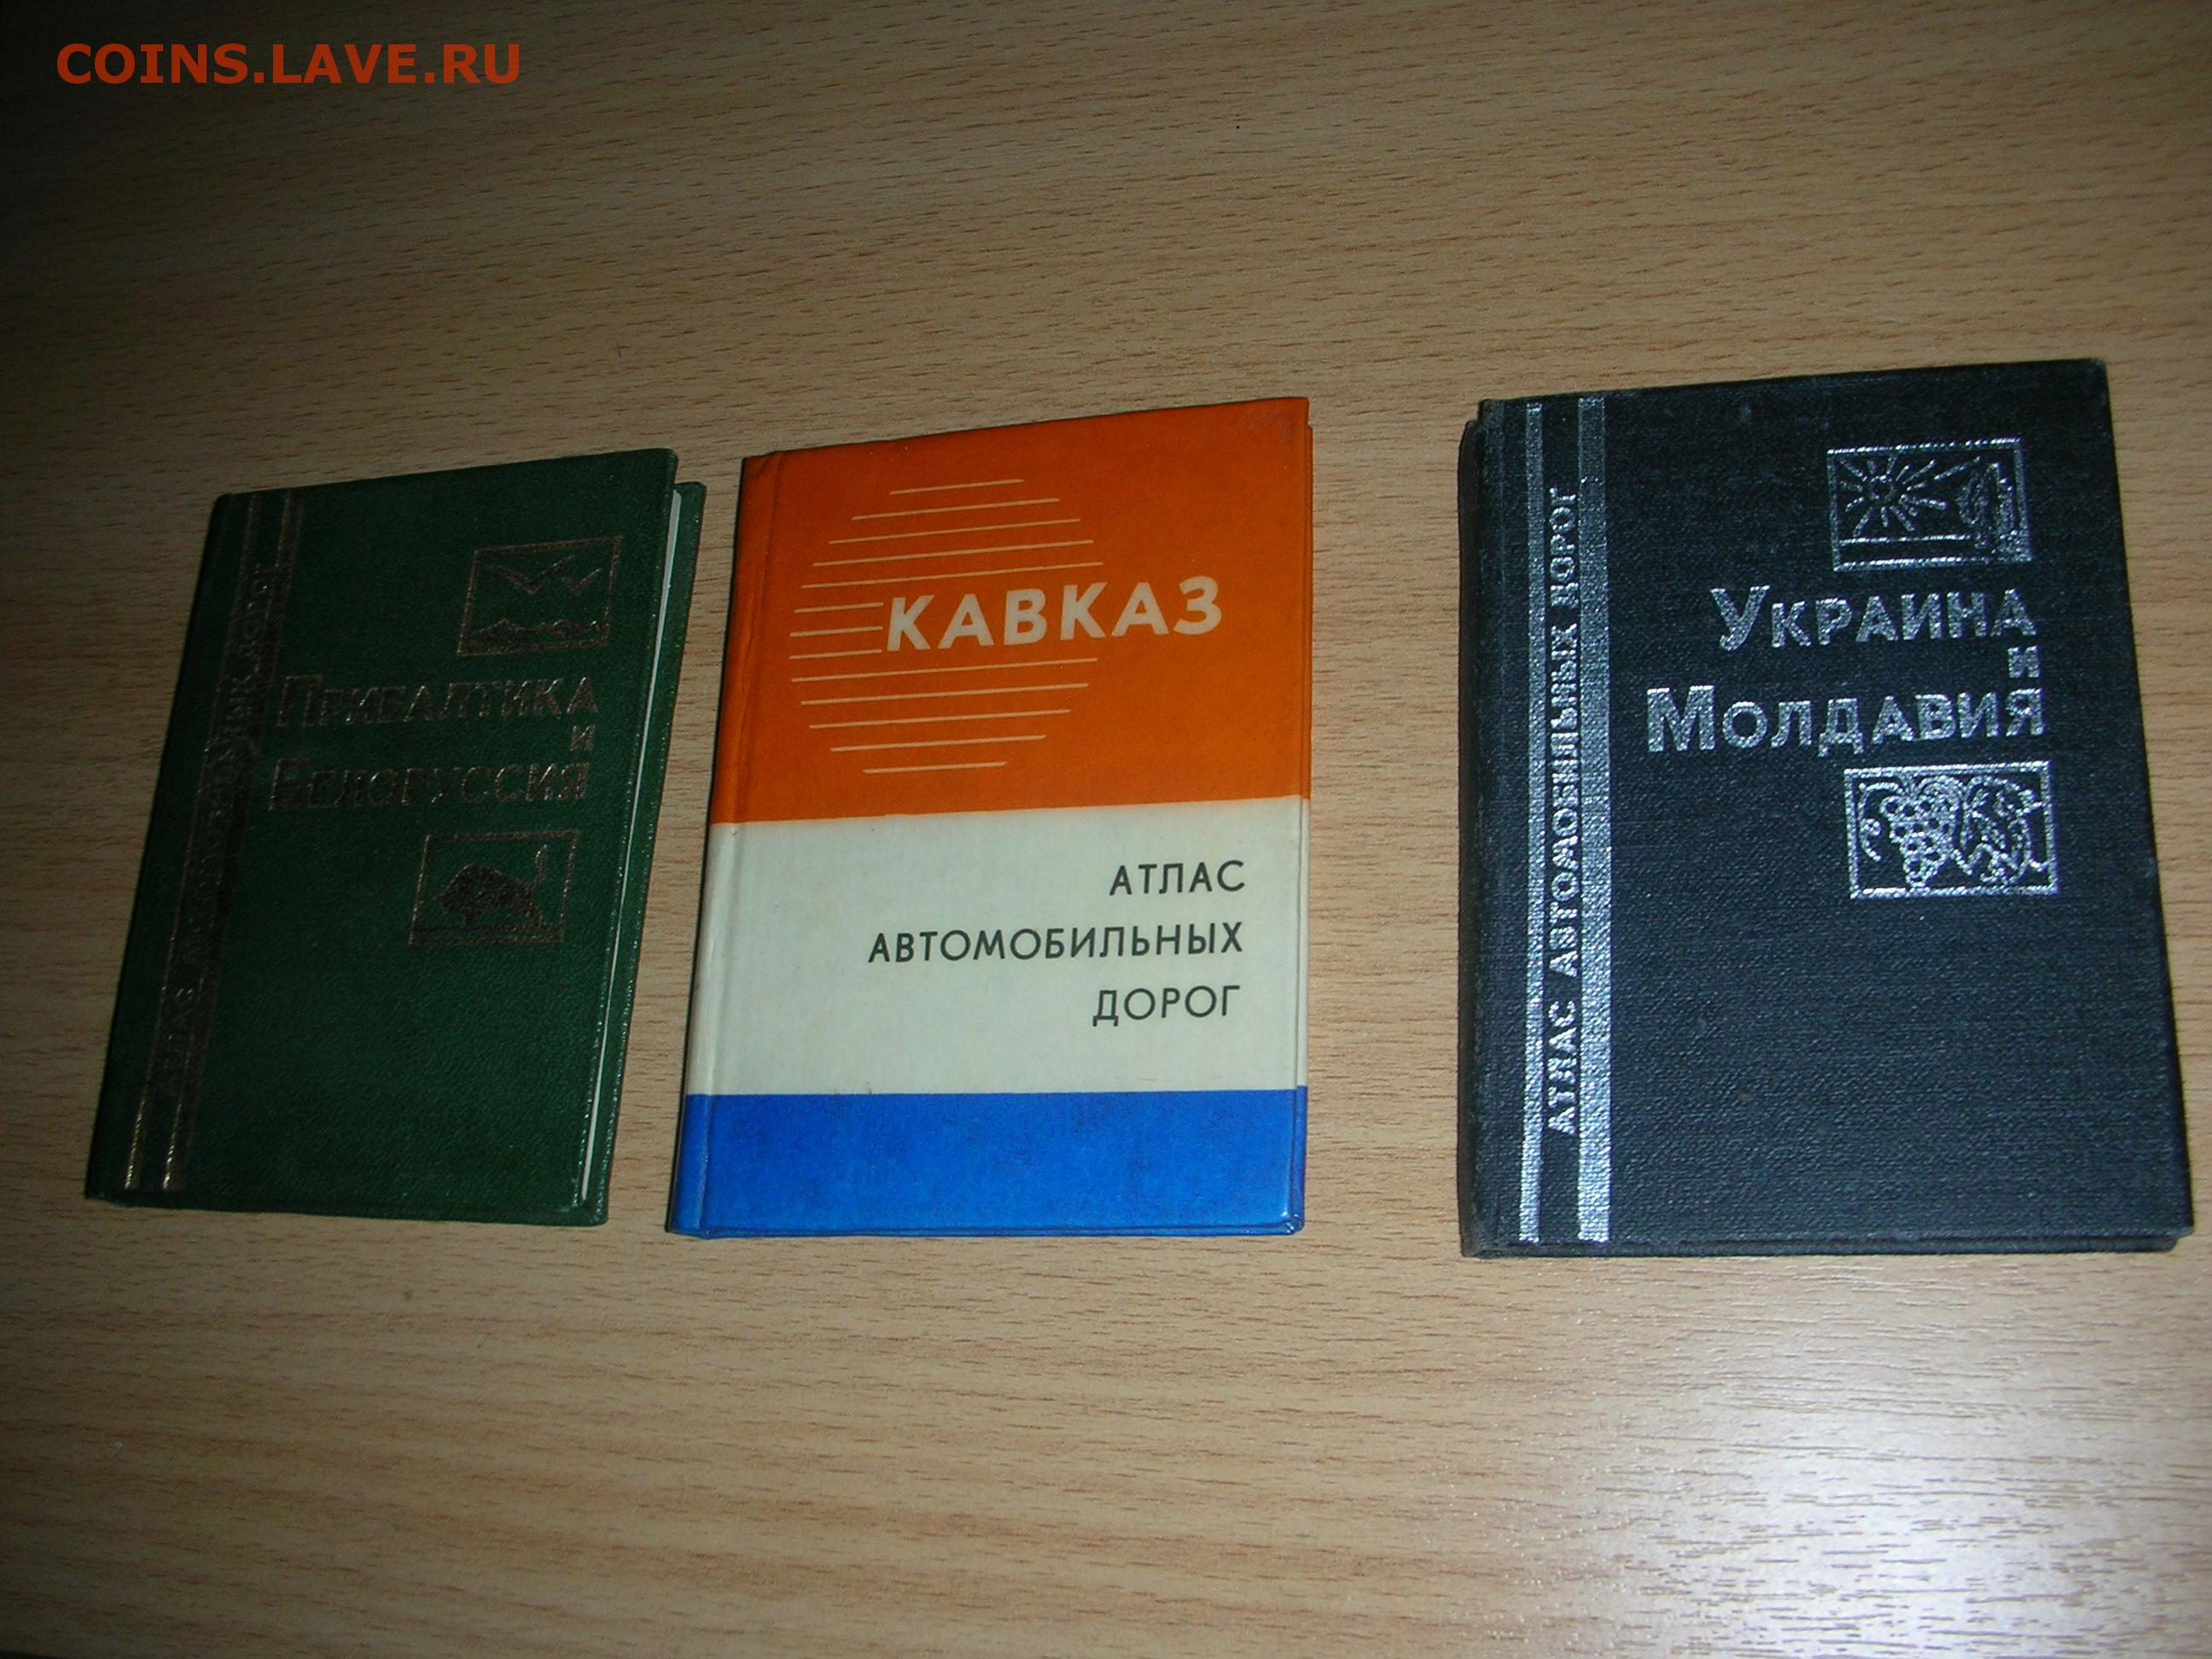 COINS.LAVE.RU
АТЛАС АВТОМОБИЛЬНЫХ ДОРОГ
ПРИБАЛТИКА
И
БЕЛОРУССИЯ
КАВКАЗ
АТЛАС
АВТОМОБИЛЬНЫХ
ДОРОГ
АТЛАС АВТОМОБИЛЬНЫХ ДОРОГ
УКРАИНА
И
МОЛДАВИЯ